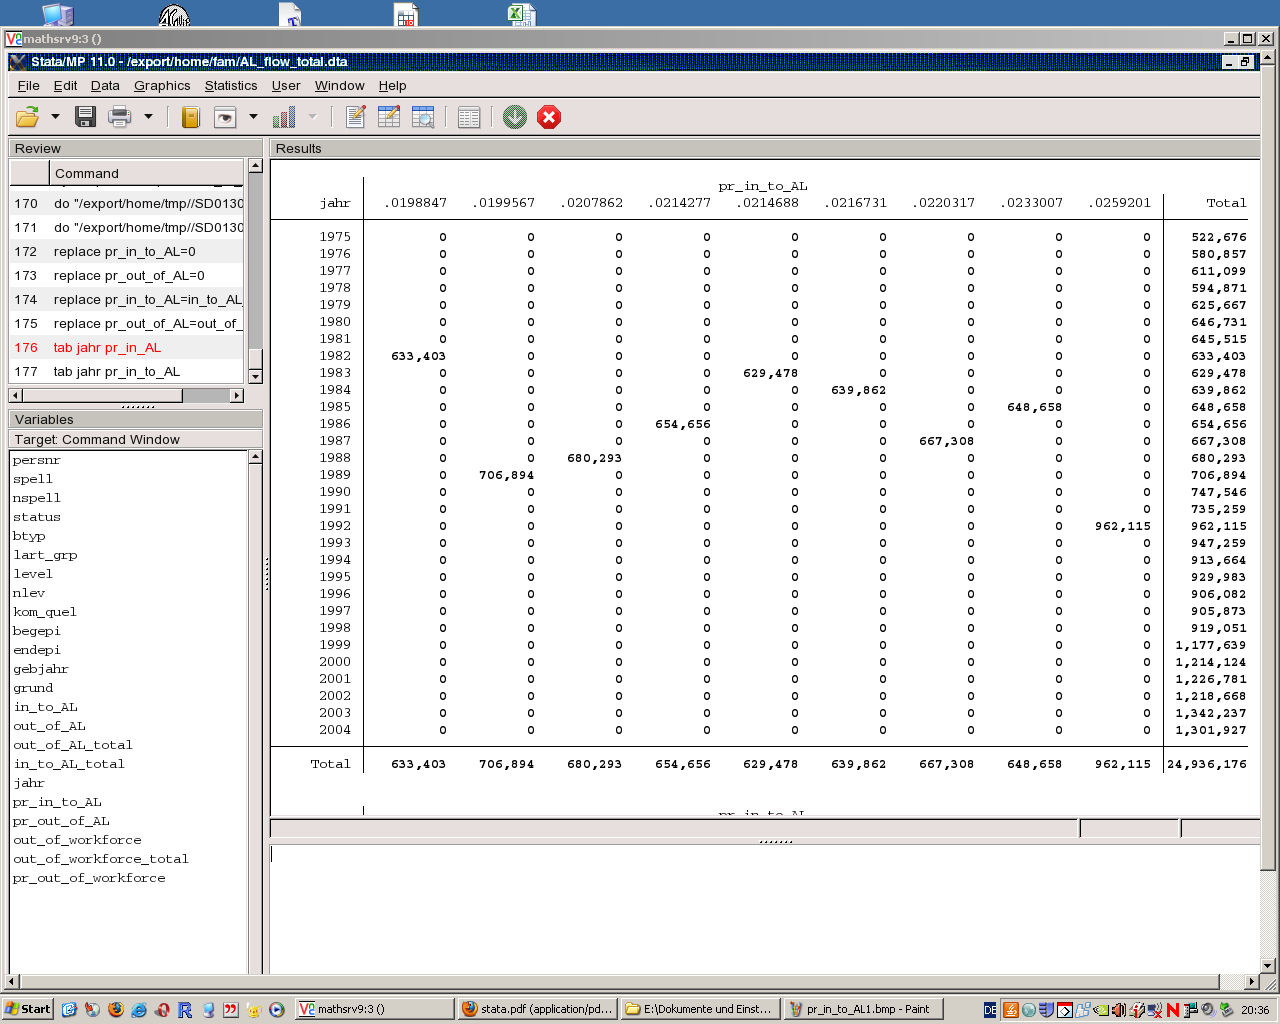 mathsrv9:3 ()
Stata/MP 11.0 - /export/home/fam/AL_flow_total.dta
File Edit Data Graphics Statistics User Window Help
Review
Command
170 do "/export/home/tmp//SD0130
171 do "/export/home/tmp//SD0130
172 replace pr_in_to_AL=0
173 replace pr_out_of_AL=0
174 replace pr_in_to_AL=in_to_AL_
175 replace pr_out_of_AL=out_of_
176 tab jahr pr_in_AL
177 tab jahr pr_in_to_AL
Variables
Target: Command Window
persnr
spell
nspell
status
btyp
lart_grp
level
nlev
kom_quel
begepi
endepi
gebjahr
grund
in_to_AL
out_of_AL
out_of_AL_total
in_to_AL_total
jahr
pr_in_to_AL
pr_out_of_AL
out_of_workforce
out_of_workforce_total
pr_out_of_workforce
Results
pr_in_to_AL
jahr .0198847 .0199567 .0207862 .0214277 .0214688 .0216731 .0220317 .0233007 .0259201 Total
1975 0 0 0 0 0 0 0 0 0 522,676
1976 0 0 0 0 0 0 0 0 0 580,857
1977 0 0 0 0 0 0 0 0 0 611,099
1978 0 0 0 0 0 0 0 0 0 594,871
1979 0 0 0 0 0 0 0 0 0 625,667
1980 0 0 0 0 0 0 0 0 0 646,731
1981 0 0 0 0 0 0 0 0 0 645,515
1982 633,403 0 0 0 0 0 0 0 0 633,403
1983 0 0 0 0 629,478 0 0 0 0 629,478
1984 0 0 0 0 0 639,862 0 0 0 639,862
1985 0 0 0 0 0 0 0 648,658 0 648,658
1986 0 0 0 654,656 0 0 0 0 0 654,656
1987 0 0 0 0 0 0 667,308 0 0 667,308
1988 0 0 680,293 0 0 0 0 0 0 680,293
1989 0 706,894 0 0 0 0 0 0 0 706,894
1990 0 0 0 0 0 0 0 0 0 747,546
1991 0 0 0 0 0 0 0 0 0 735,259
1992 0 0 0 0 0 0 0 0 962,115 962,115
1993 0 0 0 0 0 0 0 0 0 947,259
1994 0 0 0 0 0 0 0 0 0 913,664
1995 0 0 0 0 0 0 0 0 0 929,983
1996 0 0 0 0 0 0 0 0 0 906,082
1997 0 0 0 0 0 0 0 0 0 905,873
1998 0 0 0 0 0 0 0 0 0 919,051
1999 0 0 0 0 0 0 0 0 0 1,177,639
2000 0 0 0 0 0 0 0 0 0 1,214,124
2001 0 0 0 0 0 0 0 0 0 1,226,781
2002 0 0 0 0 0 0 0 0 0 1,218,668
2003 0 0 0 0 0 0 0 0 0 1,342,237
2004 0 0 0 0 0 0 0 0 0 1,301,927
Total 633,403 706,894 680,293 654,656 629,478 639,862 667,308 648,658 962,115 24,936,176
pr_in_to_AL
Start mathsrv9:3 () stata.pdf (application/pd... E:\Dokumente und Einst... pr_in_to_AL1.bmp - Paint DE 20:36